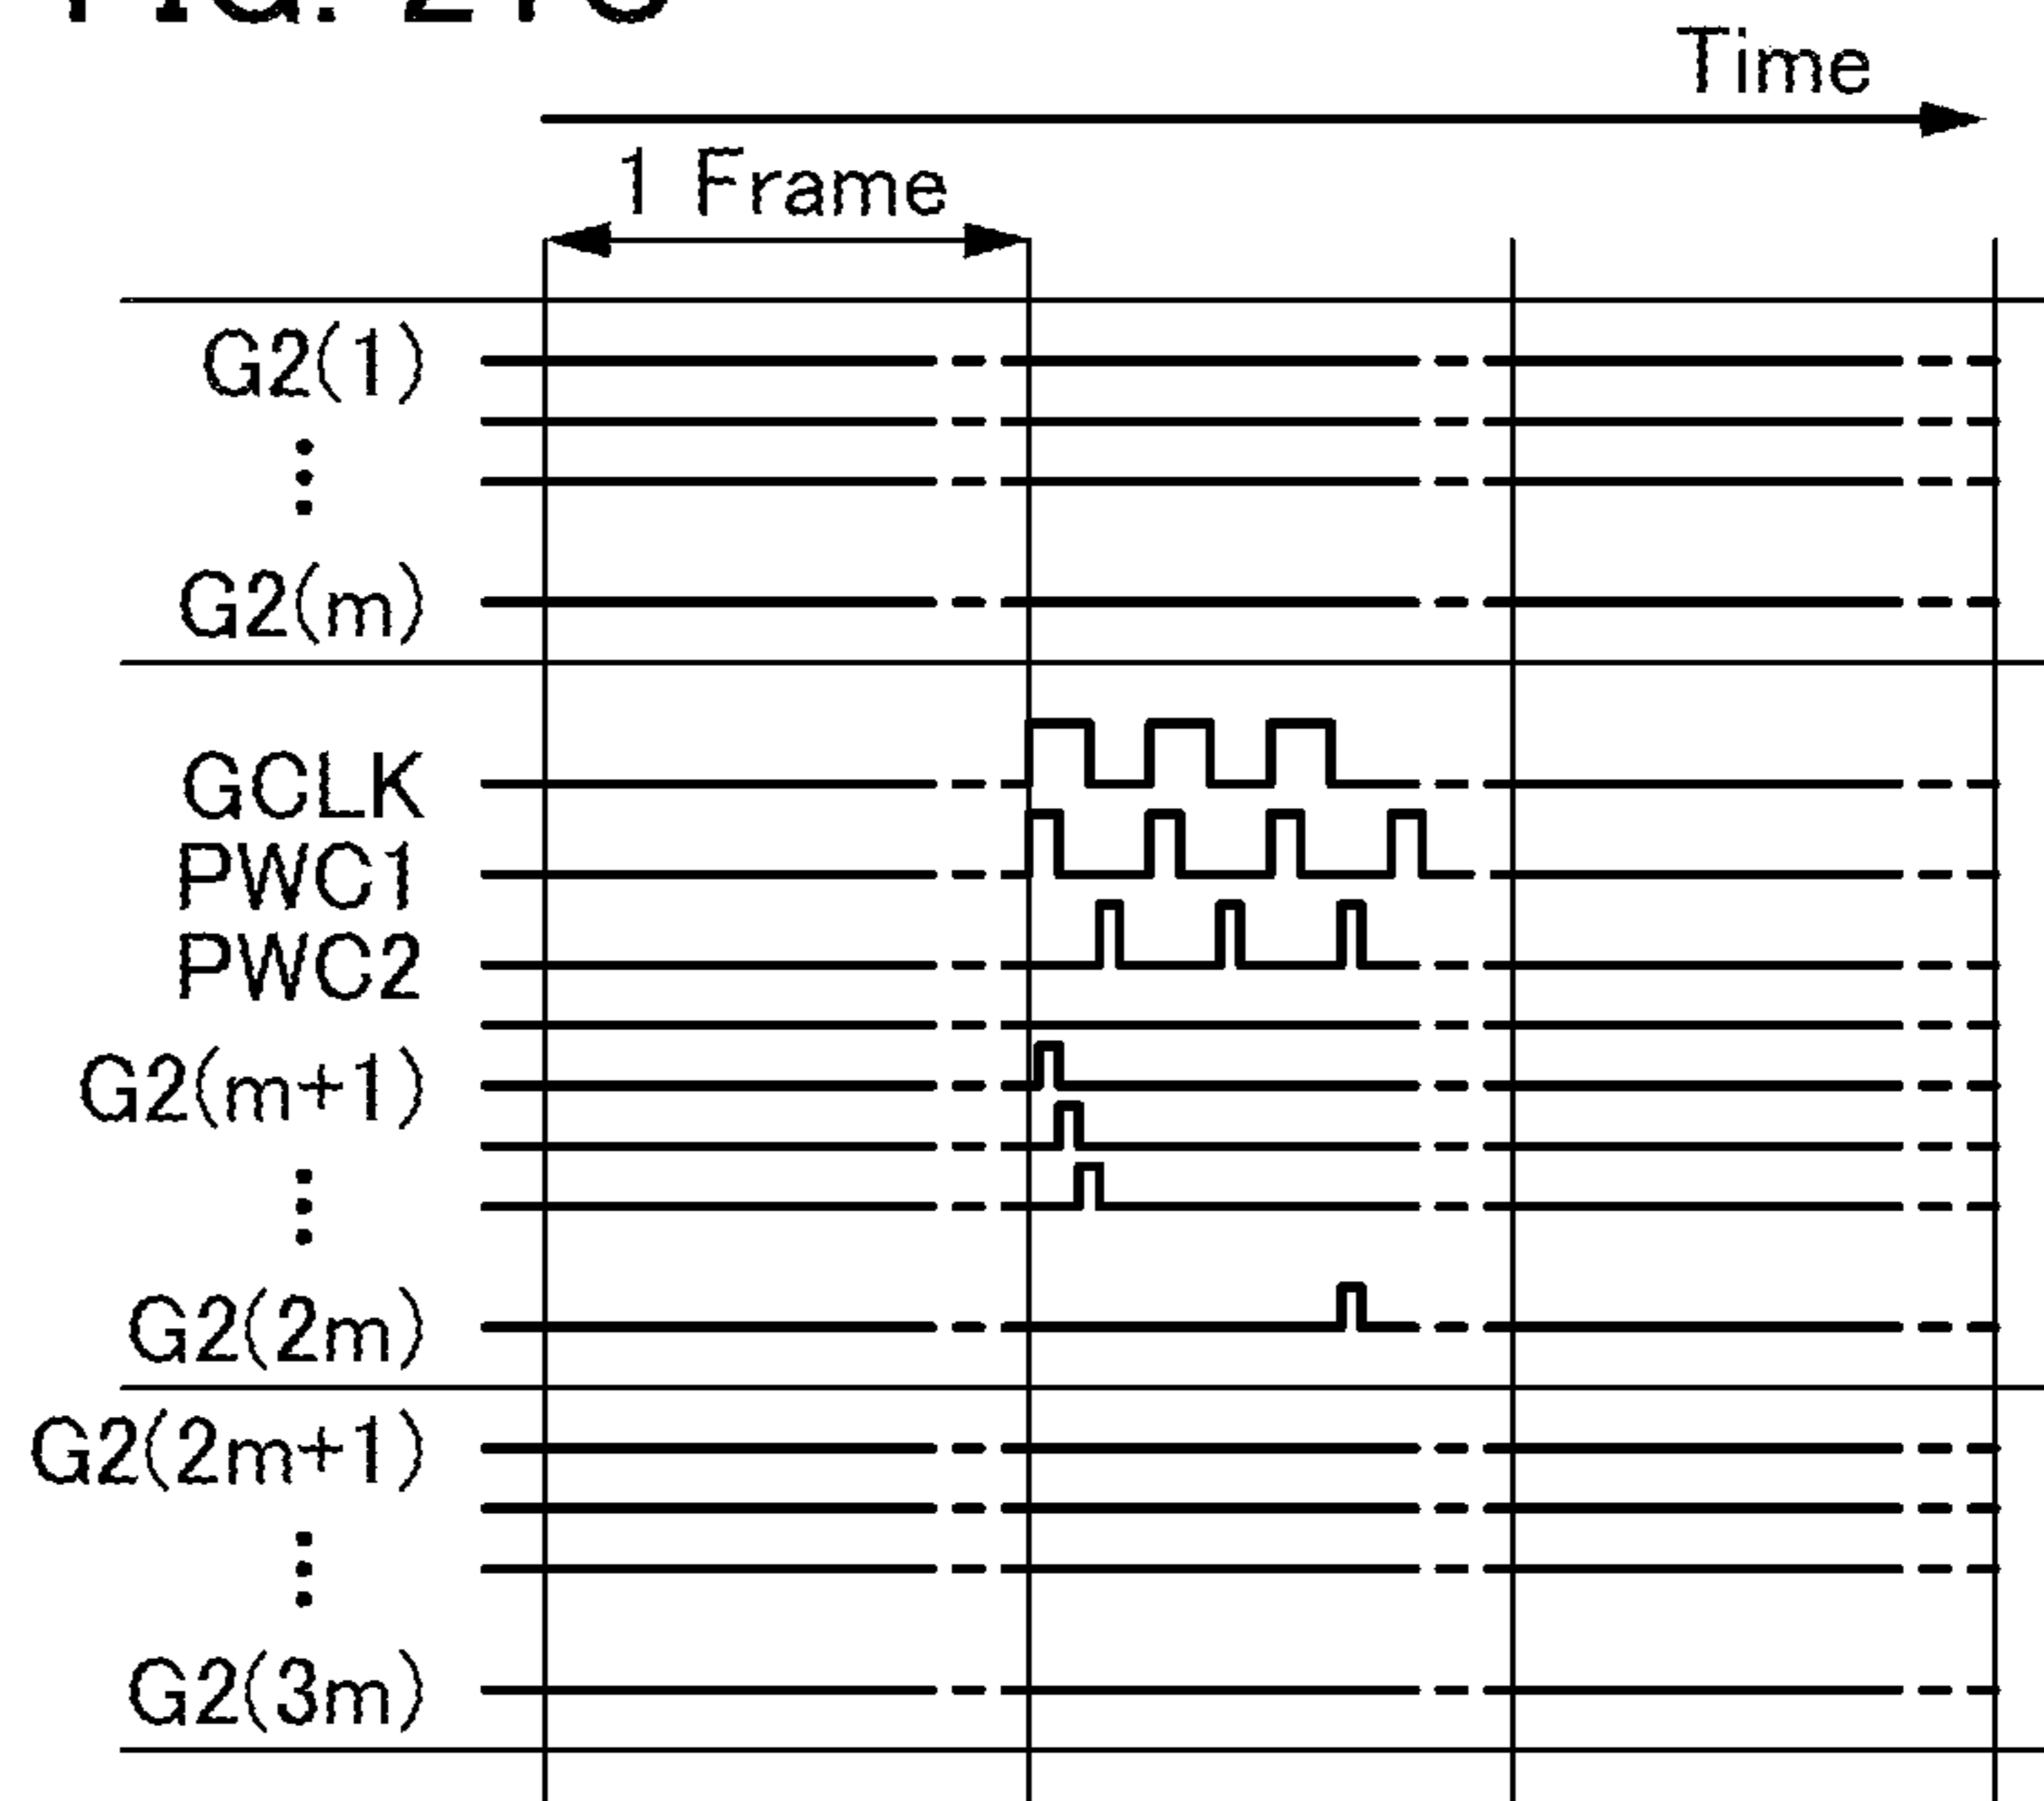 Time
1 Frame
G2(1)
G2(m)
GCLK
PWC1
PWC2
G2(m+1)
G2(2m)
G2(2m+1)
G2(3m)